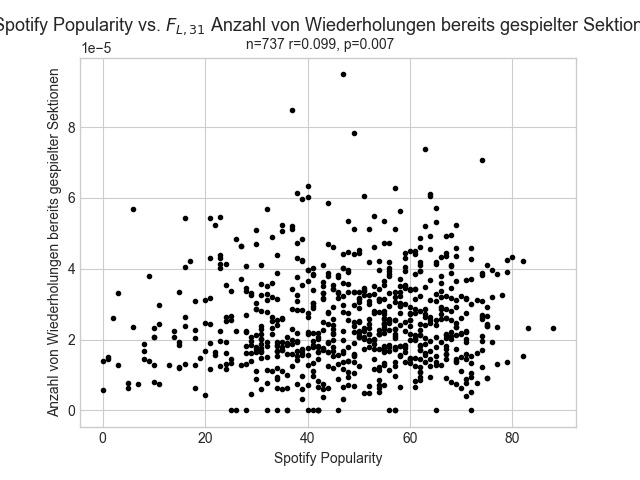 Spotify Popularity vs. F_{L,31} Anzahl von Wiederholungen bereits gespielter Sektion
n=737 r=0.099, p=0.007
1e−5
8
6
4
2
0
Anzahl von Wiederholungen bereits gespielter Sektionen
0 20 40 60 80
Spotify Popularity